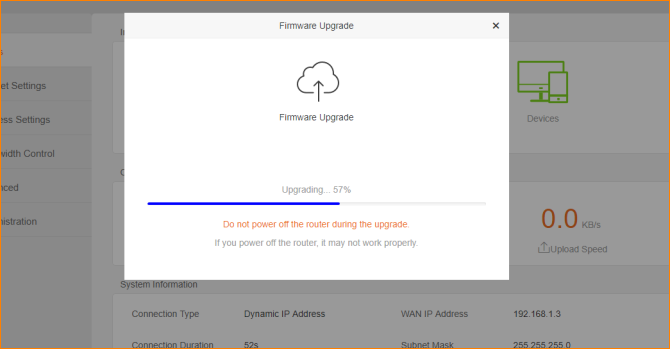 Firmware Upgrade
×
Firmware Upgrade
Upgrading... 57%
Do not power off the router during the upgrade.
If you power off the router, it may not work properly.
et Settings
ess Settings
width Control
nced
nistration
Devices
0.0 KB/s
Upload Speed
System Information
Connection Type Dynamic IP Address WAN IP Address 192.168.1.3
Connection Duration 52s Subnet Mask 255.255.255.0